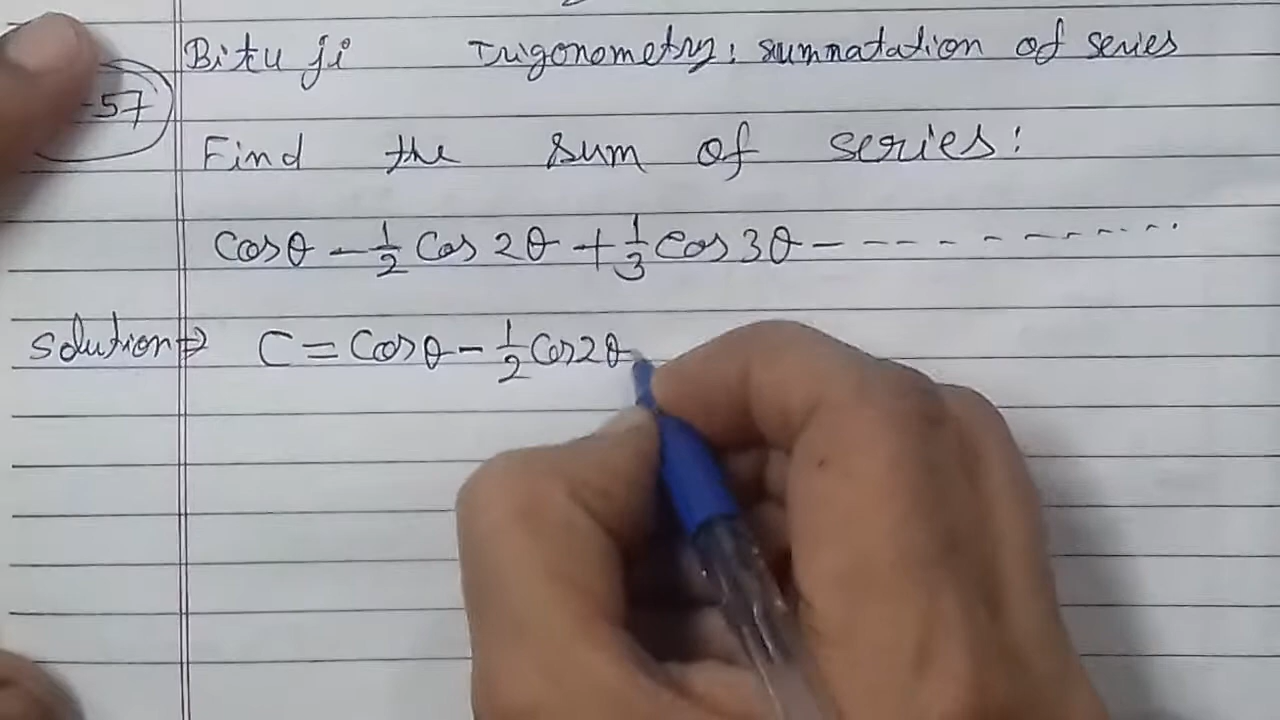 Bitu ji Trigonometry: summatation of series
-57
Find the sum of series:
Cosθ - 1/2 Cos 2θ + 1/3 Cos 3θ - - - - - - - - - - - ..
Solution ⇒ C = Cosθ - 1/2 Cos2θ